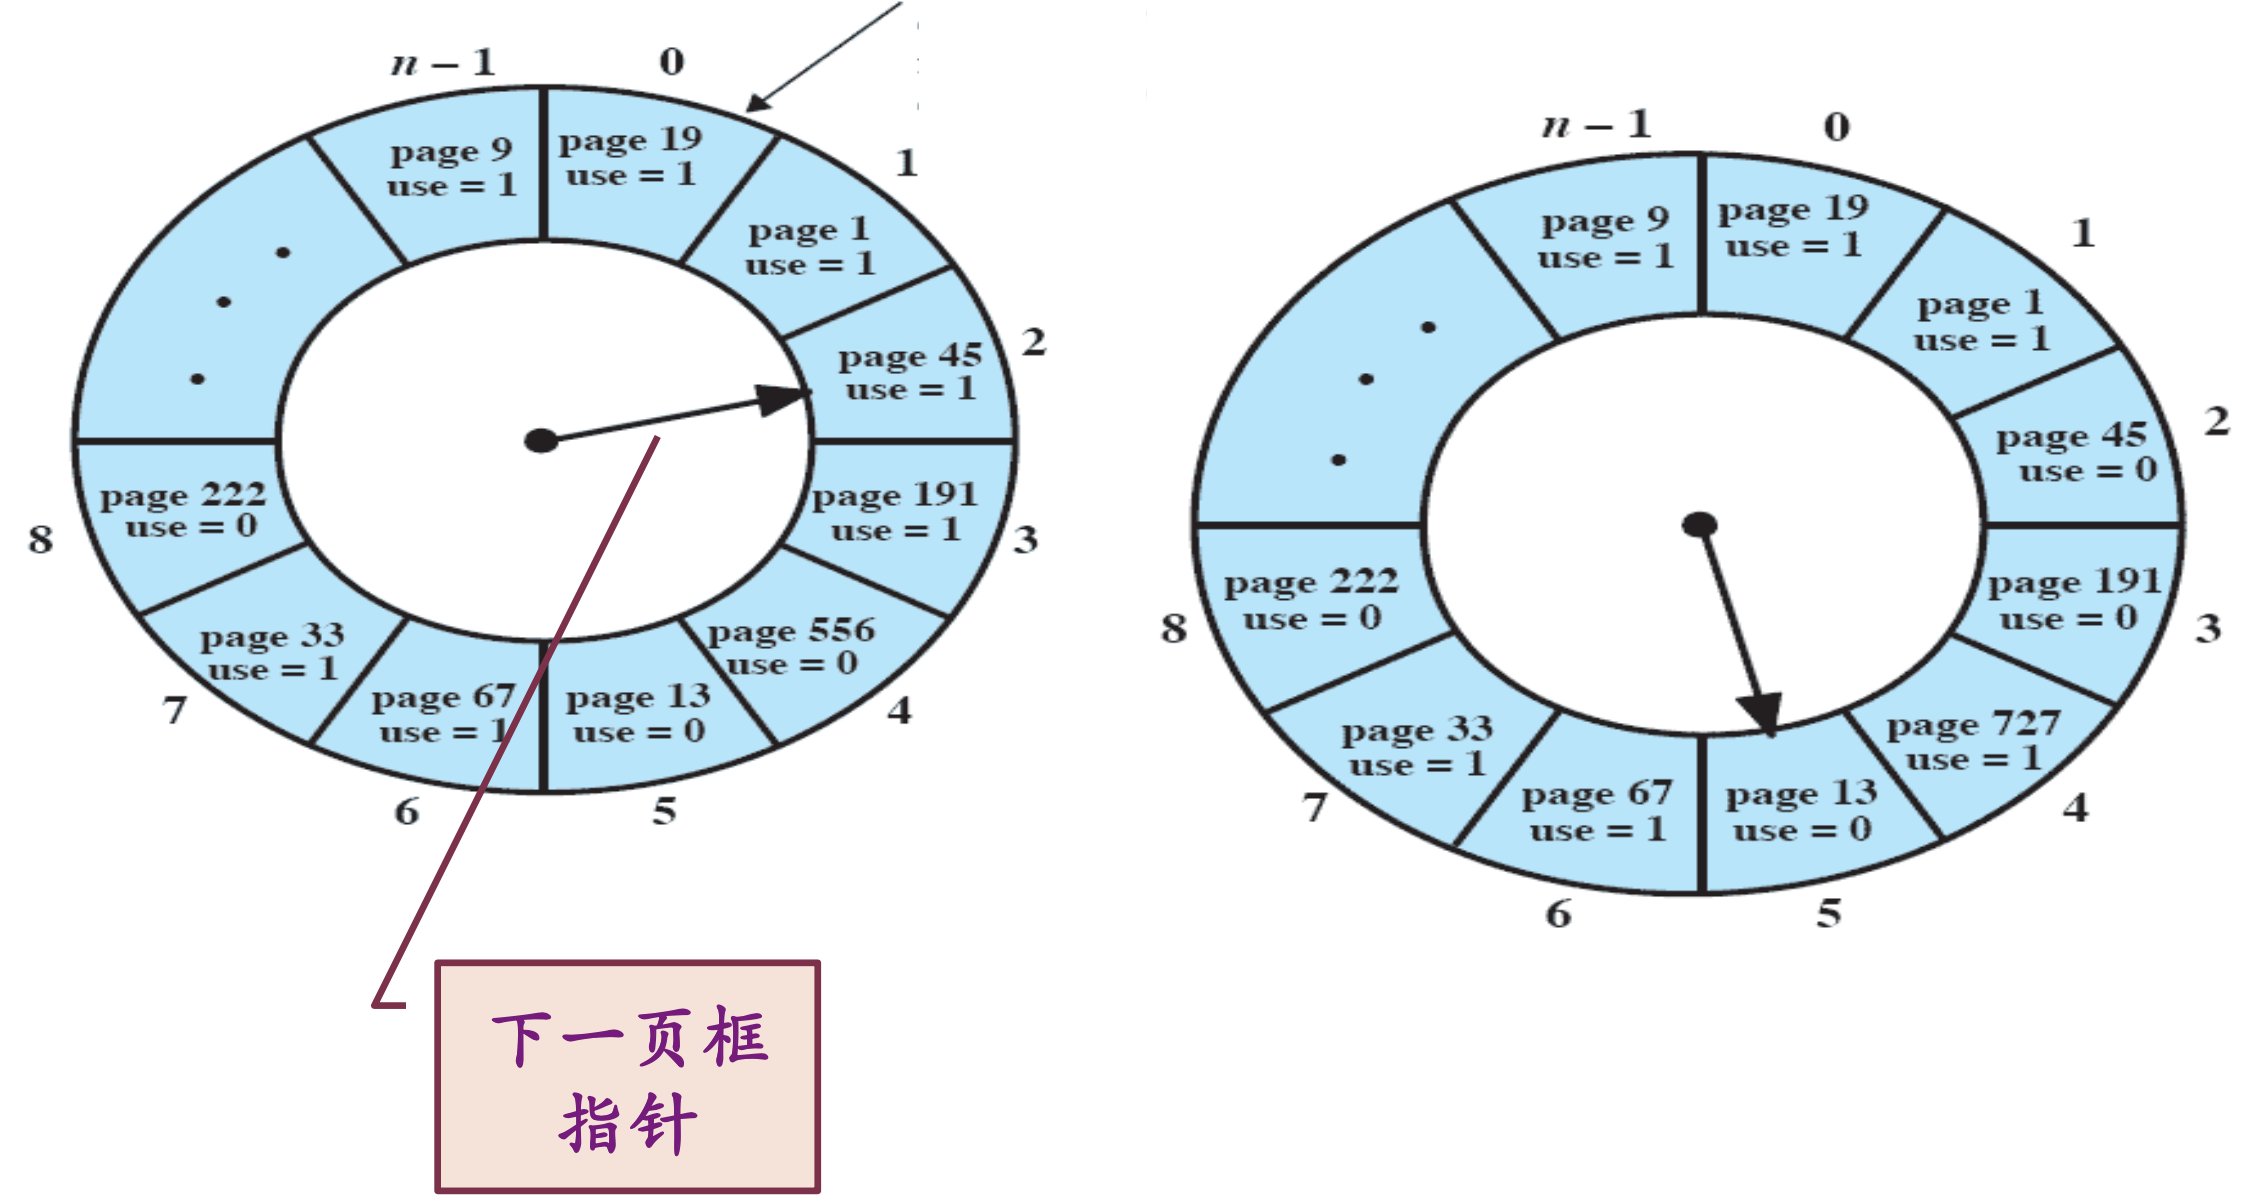 n – 1
0
page 9
use = 1
page 19
use = 1
1
page 1
use = 1
2
page 45
use = 1
page 191
use = 1
3
page 556
use = 0
4
page 13
use = 0
5
page 67
use = 1
6
page 33
use = 1
7
page 222
use = 0
8
下一页框
指针
n – 1
0
page 9
use = 1
page 19
use = 1
1
page 1
use = 1
2
page 45
use = 0
page 191
use = 0
3
page 727
use = 1
4
page 13
use = 0
5
page 67
use = 1
6
page 33
use = 1
7
page 222
use = 0
8